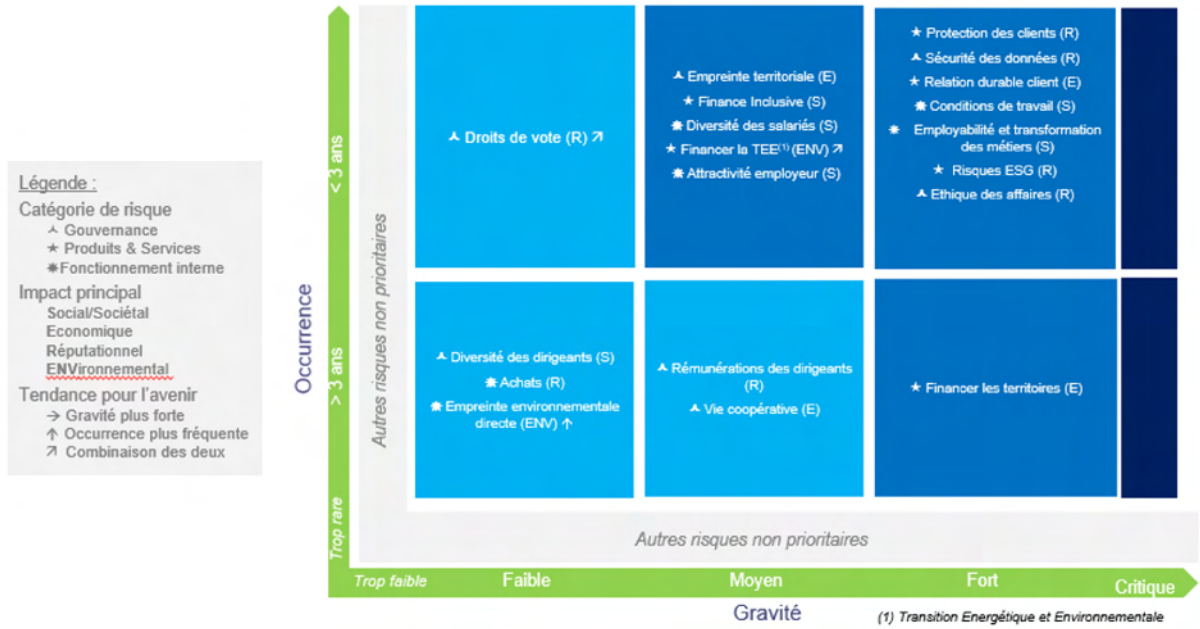 Légende :
Catégorie de risque
Gouvernance
★ Produits & Services
✸Fonctionnement interne
Impact principal
Social/Sociétal
Economique
Réputationnel
ENVironnemental
Tendance pour l'avenir
→ Gravité plus forte
↑ Occurrence plus fréquente
↗ Combinaison des deux
Occurrence
< 3 ans
> 3 ans
Trop rare
Autres risques non prioritaires
Droits de vote (R) ↗
Empreinte territoriale (E)
★ Finance Inclusive (S)
✸ Diversité des salariés (S)
★ Financer la TEE(1) (ENV) ↗
✸ Attractivité employeur (S)
★ Protection des clients (R)
Sécurité des données (R)
★ Relation durable client (E)
✸ Conditions de travail (S)
✸ Employabilité et transformation
des métiers (S)
★ Risques ESG (R)
Ethique des affaires (R)
Diversité des dirigeants (S)
✸ Achats (R)
✸ Empreinte environnementale
directe (ENV) ↑
Rémunérations des dirigeants
(R)
Vie coopérative (E)
★ Financer les territoires (E)
Autres risques non prioritaires
Trop faible
Faible
Moyen
Fort
Critique
Gravité
(1) Transition Energétique et Environnementale